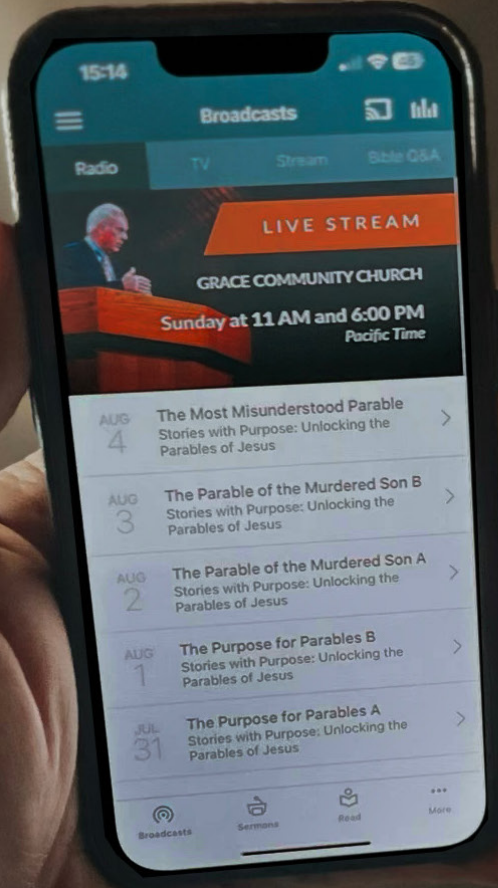 15:14
Broadcasts
Radio TV Stream Bible Q&A
LIVE STREAM
GRACE COMMUNITY CHURCH
Sunday at 11 AM and 6:00 PM
Pacific Time
AUG
4
The Most Misunderstood Parable
Stories with Purpose: Unlocking the
Parables of Jesus
AUG
3
The Parable of the Murdered Son B
Stories with Purpose: Unlocking the
Parables of Jesus
AUG
2
The Parable of the Murdered Son A
Stories with Purpose: Unlocking the
Parables of Jesus
AUG
1
The Purpose for Parables B
Stories with Purpose: Unlocking the
Parables of Jesus
JUL
31
The Purpose for Parables A
Stories with Purpose: Unlocking the
Parables of Jesus
Broadcasts Sermons Read More